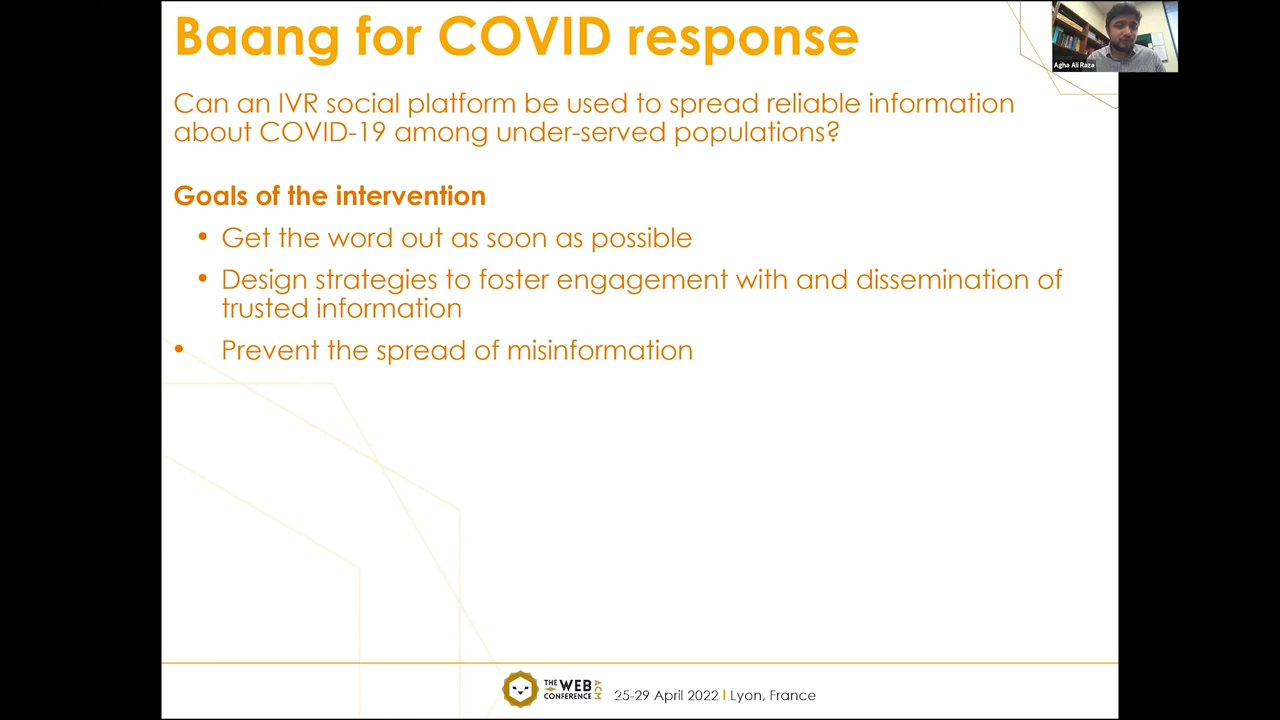 Baang for COVID response
Agha Ali Raza
Can an IVR social platform be used to spread reliable information
about COVID-19 among under-served populations?
Goals of the intervention
• Get the word out as soon as possible
• Design strategies to foster engagement with and dissemination of
trusted information
• Prevent the spread of misinformation
THE WEB
CONFERENCE
ACM
25-29 April 2022 | Lyon, France